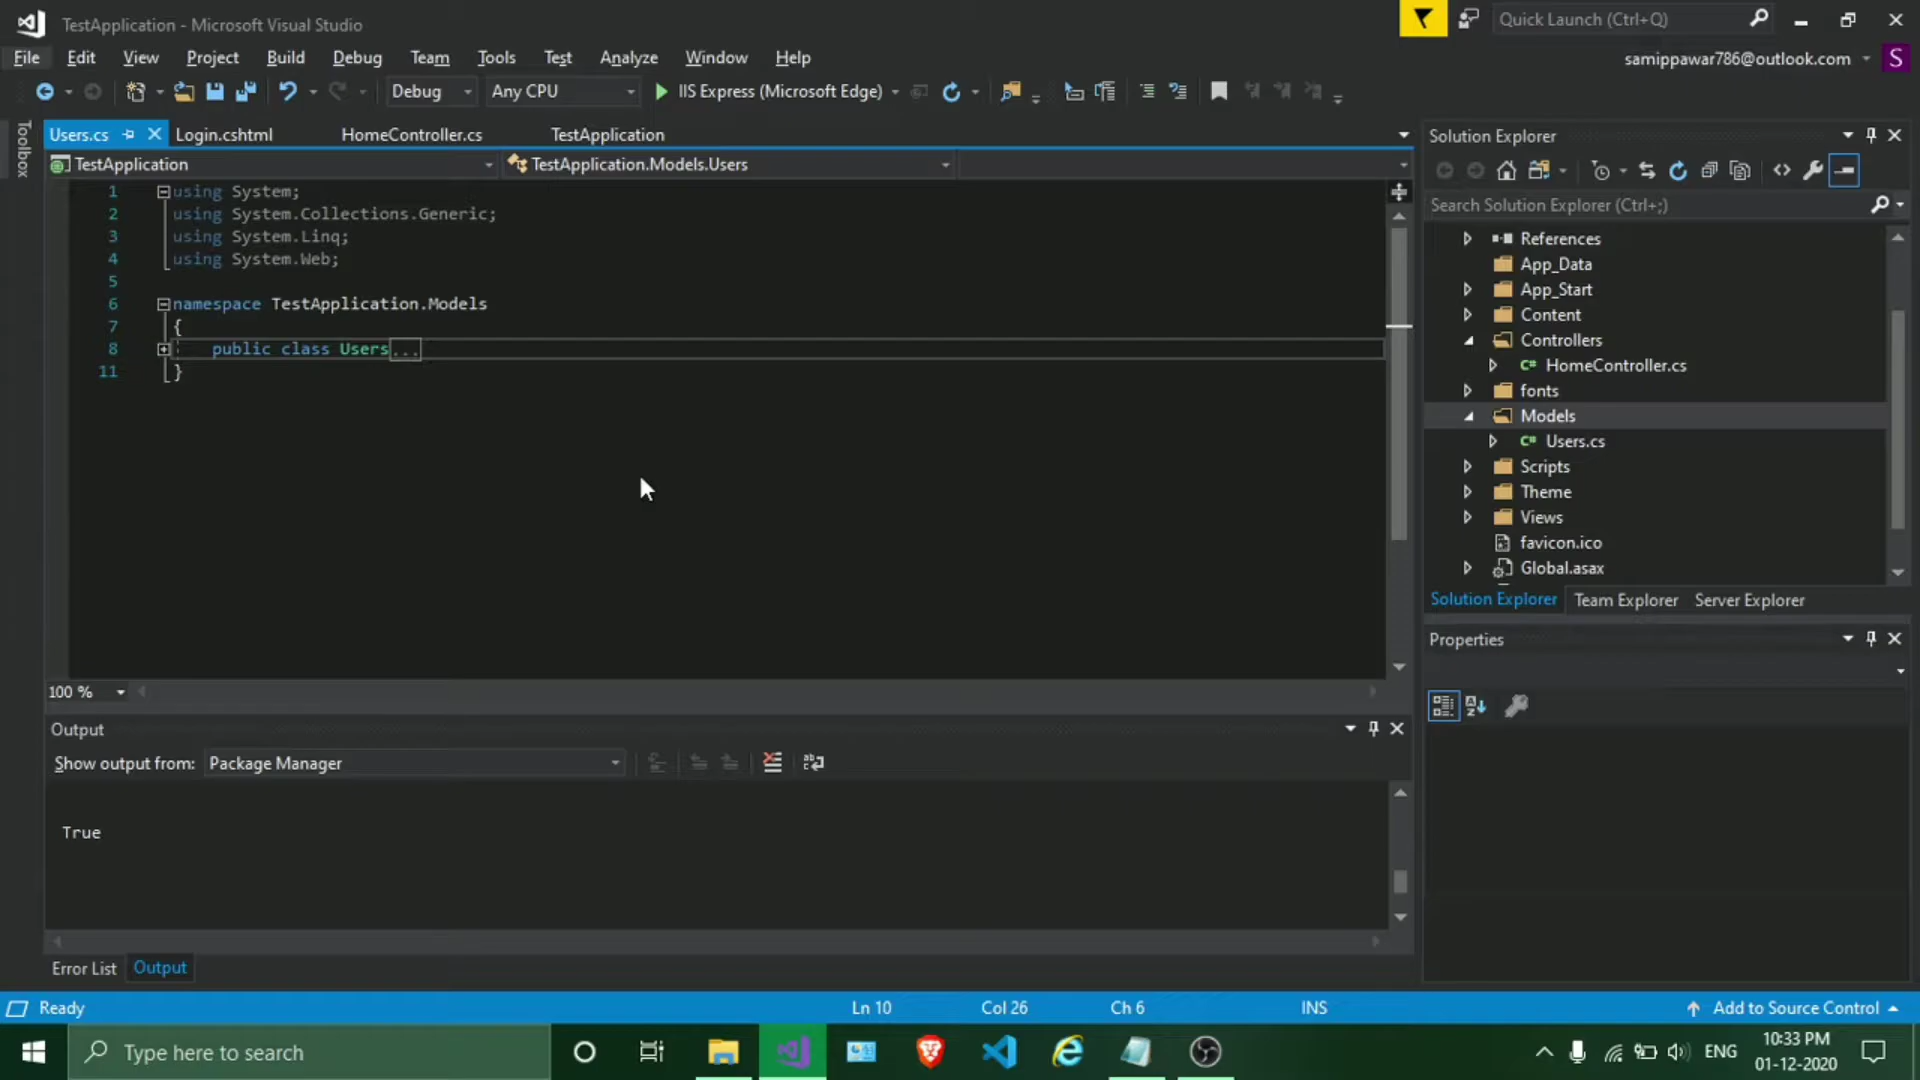 TestApplication - Microsoft Visual Studio
Quick Launch (Ctrl+Q)
File Edit View Project Build Debug Team Tools Test Analyze Window Help
samippawar786@outlook.com
S
Debug Any CPU IIS Express (Microsoft Edge)
Toolbox
Users.cs Login.cshtml HomeController.cs TestApplication
TestApplication TestApplication.Models.Users
1 using System;
2 using System.Collections.Generic;
3 using System.Linq;
4 using System.Web;
5
6 namespace TestApplication.Models
7 {
8 public class Users...
11 }
100 %
Solution Explorer
Search Solution Explorer (Ctrl+;)
References
App_Data
App_Start
Content
Controllers
C# HomeController.cs
fonts
Models
C# Users.cs
Scripts
Theme
Views
favicon.ico
Global.asax
Solution Explorer Team Explorer Server Explorer
Properties
Output
Show output from: Package Manager
True
Error List Output
Ready Ln 10 Col 26 Ch 6 INS Add to Source Control
Type here to search
ENG
10:33 PM
01-12-2020